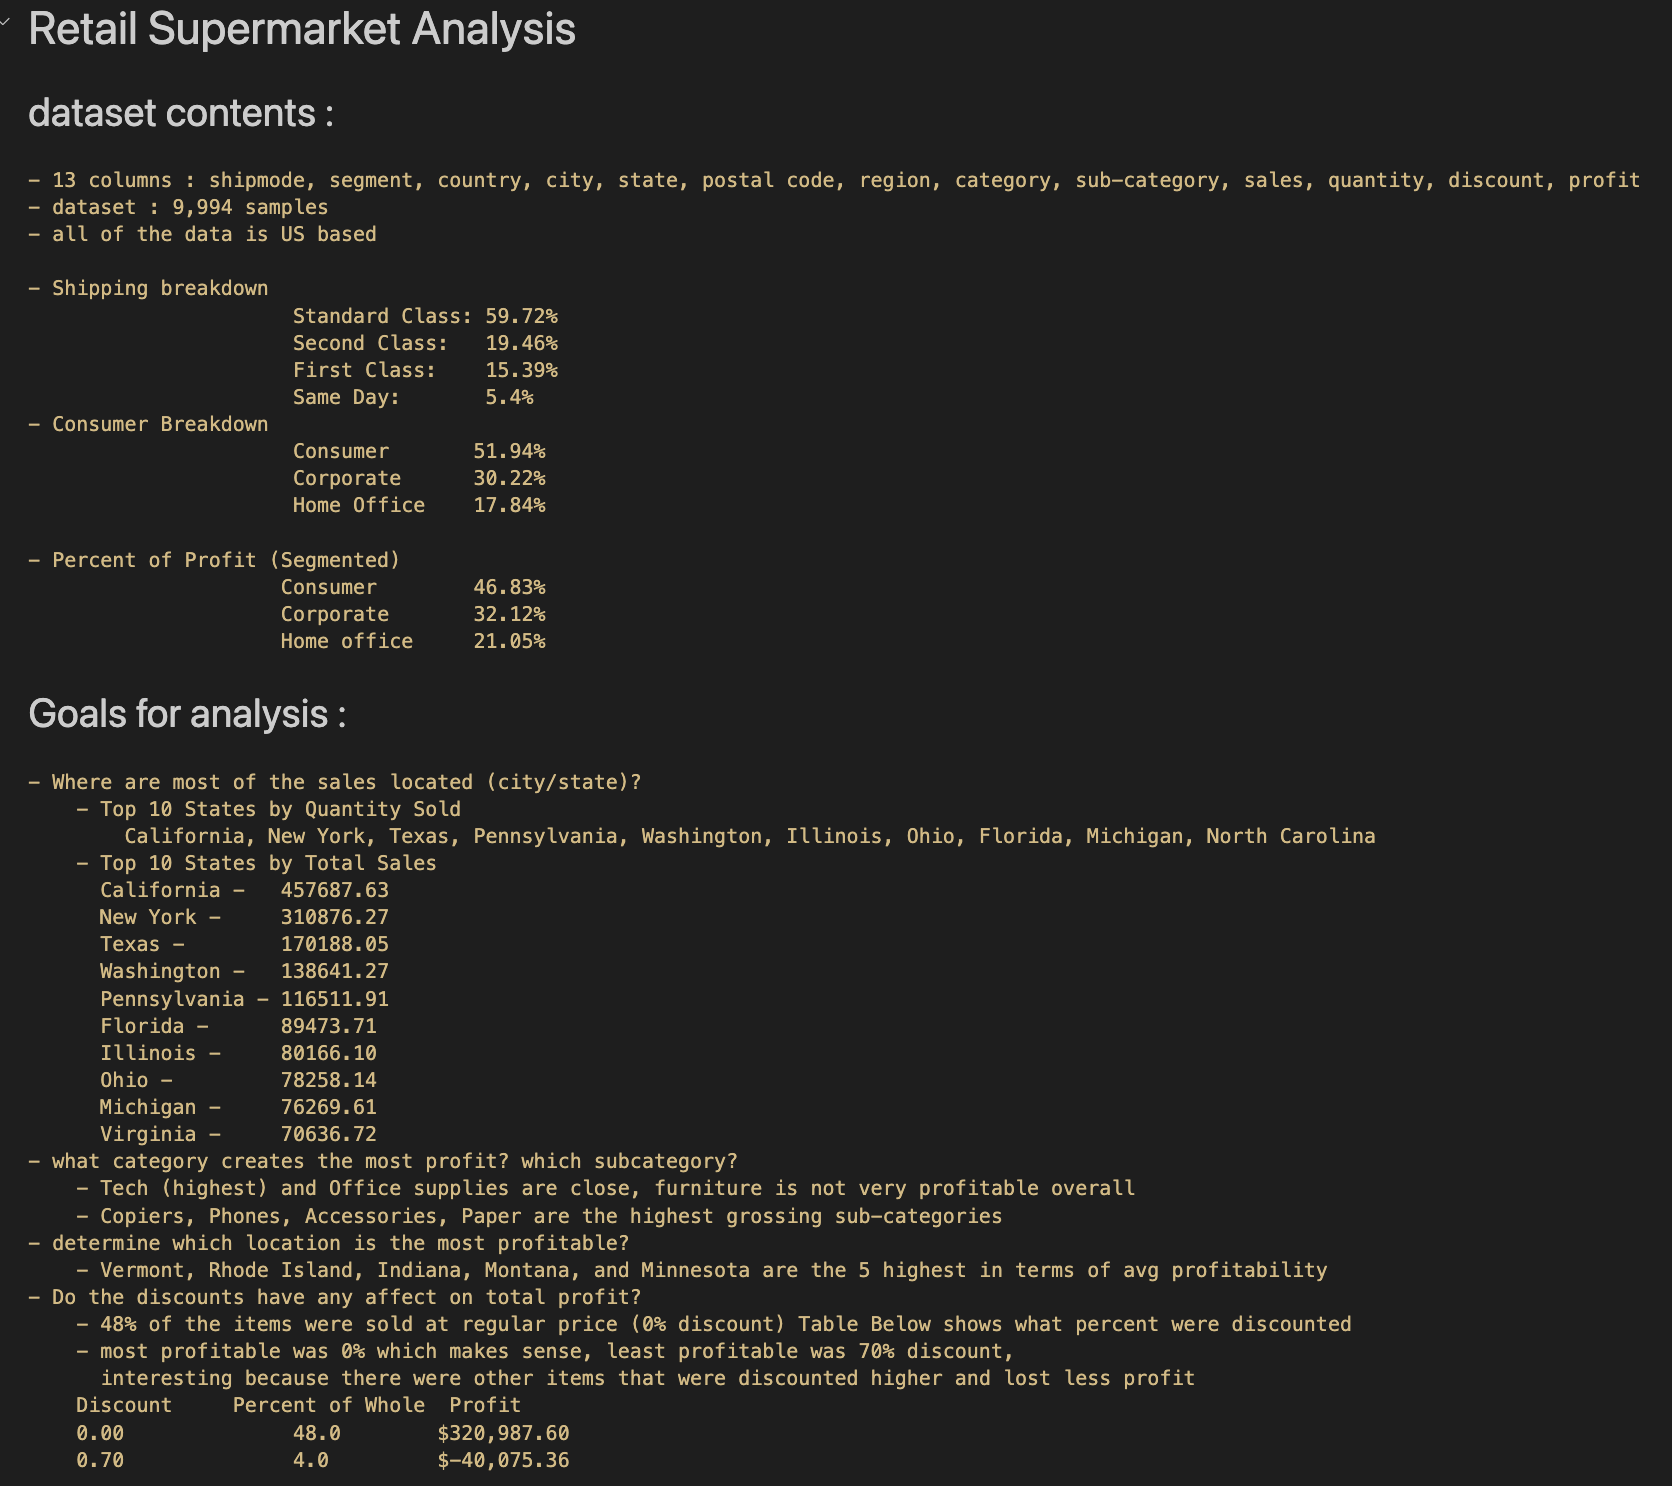 Retail Supermarket Analysis
dataset contents :
- 13 columns : shipmode, segment, country, city, state, postal code, region, category, sub-category, sales, quantity, discount, profit
- dataset : 9,994 samples
- all of the data is US based
- Shipping breakdown
Standard Class: 59.72%
Second Class: 19.46%
First Class: 15.39%
Same Day: 5.4%
- Consumer Breakdown
Consumer 51.94%
Corporate 30.22%
Home Office 17.84%
- Percent of Profit (Segmented)
Consumer 46.83%
Corporate 32.12%
Home office 21.05%
Goals for analysis :
- Where are most of the sales located (city/state)?
- Top 10 States by Quantity Sold
California, New York, Texas, Pennsylvania, Washington, Illinois, Ohio, Florida, Michigan, North Carolina
- Top 10 States by Total Sales
California - 457687.63
New York - 310876.27
Texas - 170188.05
Washington - 138641.27
Pennsylvania - 116511.91
Florida - 89473.71
Illinois - 80166.10
Ohio - 78258.14
Michigan - 76269.61
Virginia - 70636.72
- what category creates the most profit? which subcategory?
- Tech (highest) and Office supplies are close, furniture is not very profitable overall
- Copiers, Phones, Accessories, Paper are the highest grossing sub-categories
- determine which location is the most profitable?
- Vermont, Rhode Island, Indiana, Montana, and Minnesota are the 5 highest in terms of avg profitability
- Do the discounts have any affect on total profit?
- 48% of the items were sold at regular price (0% discount) Table Below shows what percent were discounted
- most profitable was 0% which makes sense, least profitable was 70% discount,
interesting because there were other items that were discounted higher and lost less profit
Discount Percent of Whole Profit
0.00 48.0 $320,987.60
0.70 4.0 $-40,075.36